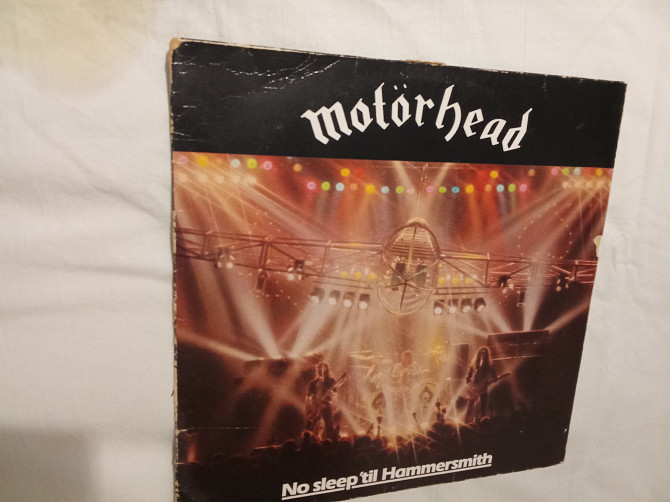 motörhead
No sleep 'til Hammersmith